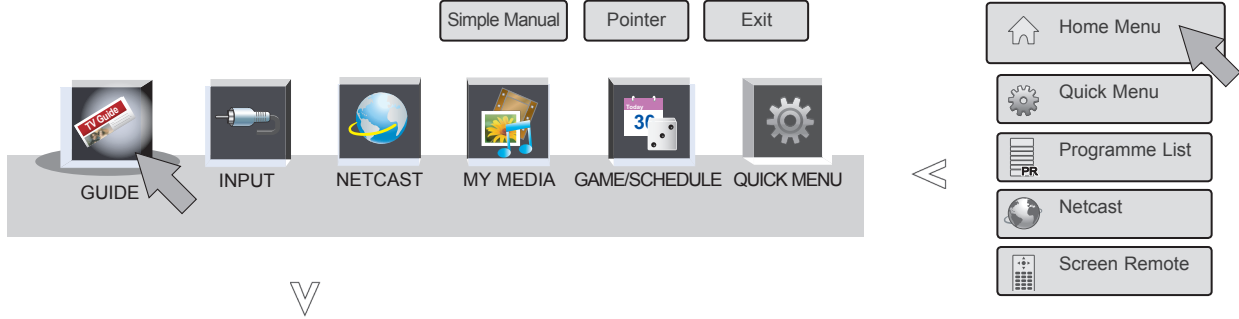 Simple Manual Pointer Exit
TV Guide
Today
30
GUIDE INPUT NETCAST MY MEDIA GAME/SCHEDULE QUICK MENU
Home Menu
Quick Menu
PR Programme List
Netcast
Screen Remote